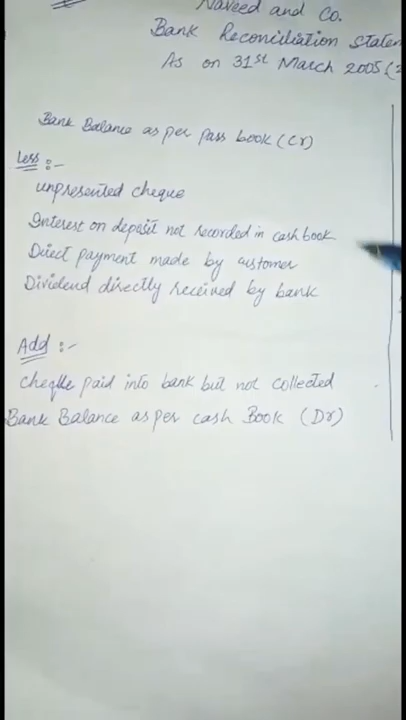 Naveed and Co.
Bank Reconciliation Statem
As on 31st March 2005 (2
Bank Balance as per pass book (Cr)
Less :-
unpresented cheque
Interest on deposit not recorded in cash book
Direct payment made by customer
Dividend directly received by bank
Add :-
cheque paid into bank but not collected
Bank Balance as per cash Book (Dr)